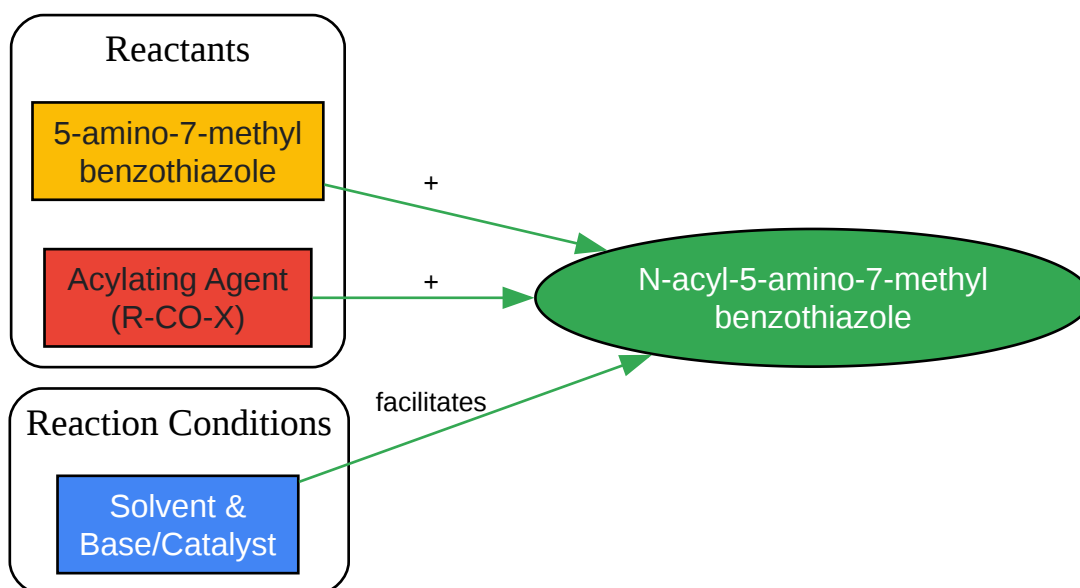 Reactants
5-amino-7-methyl
benzothiazole
+
Acylating Agent
(R-CO-X)
+
N-acyl-5-amino-7-methyl
benzothiazole
facilitates
Reaction Conditions
Solvent &
Base/Catalyst